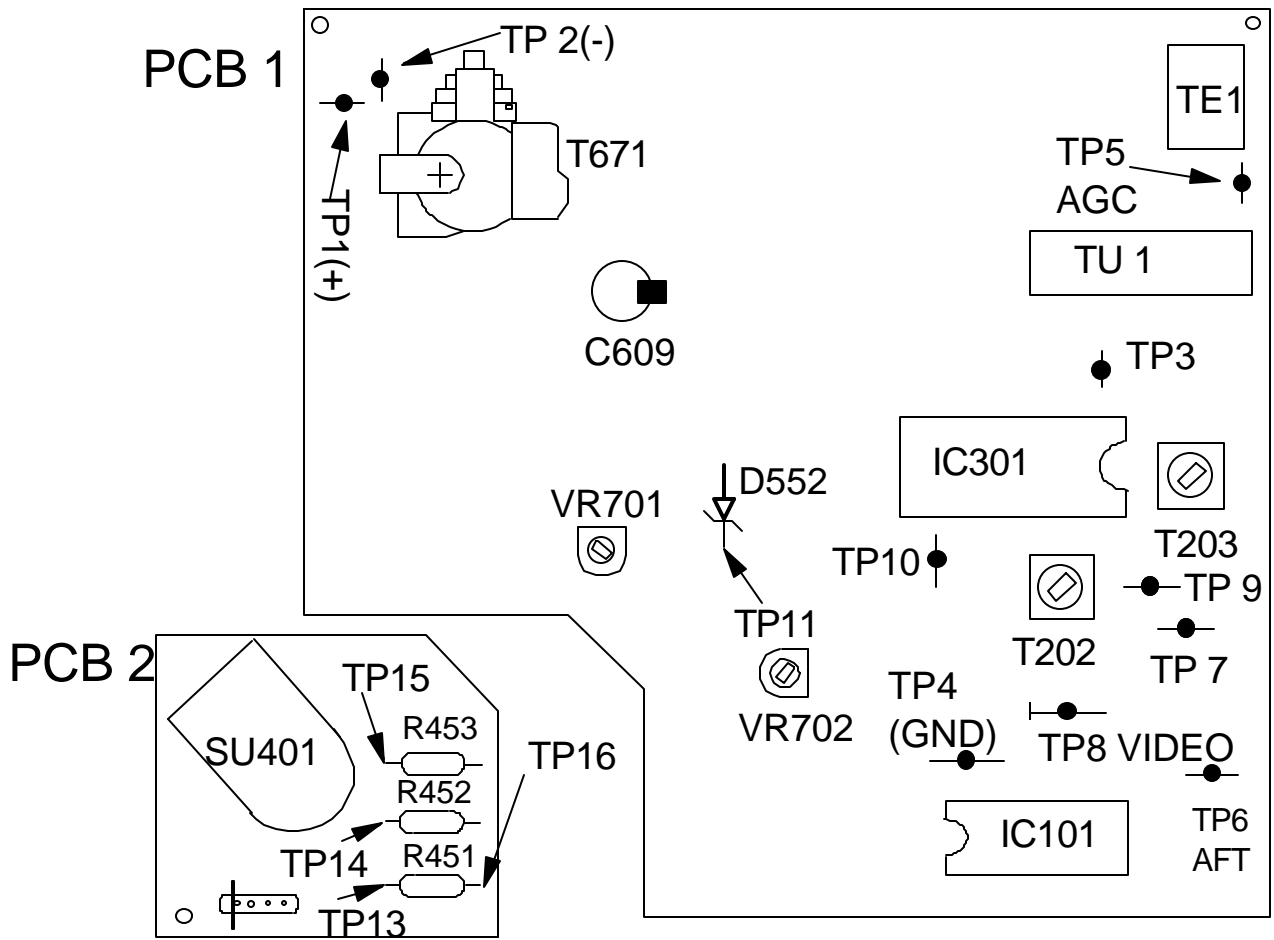 PCB 1
TP 2(-)
TP1(+)
T671
TE1
TP5
AGC
TU 1
C609
TP3
IC301
D552
VR701
T203
TP10
TP 9
TP11
T202
TP 7
VR702
TP4
(GND)
TP8 VIDEO
IC101
TP6
AFT
PCB 2
TP15
SU401
R453
TP16
R452
TP14
R451
TP13